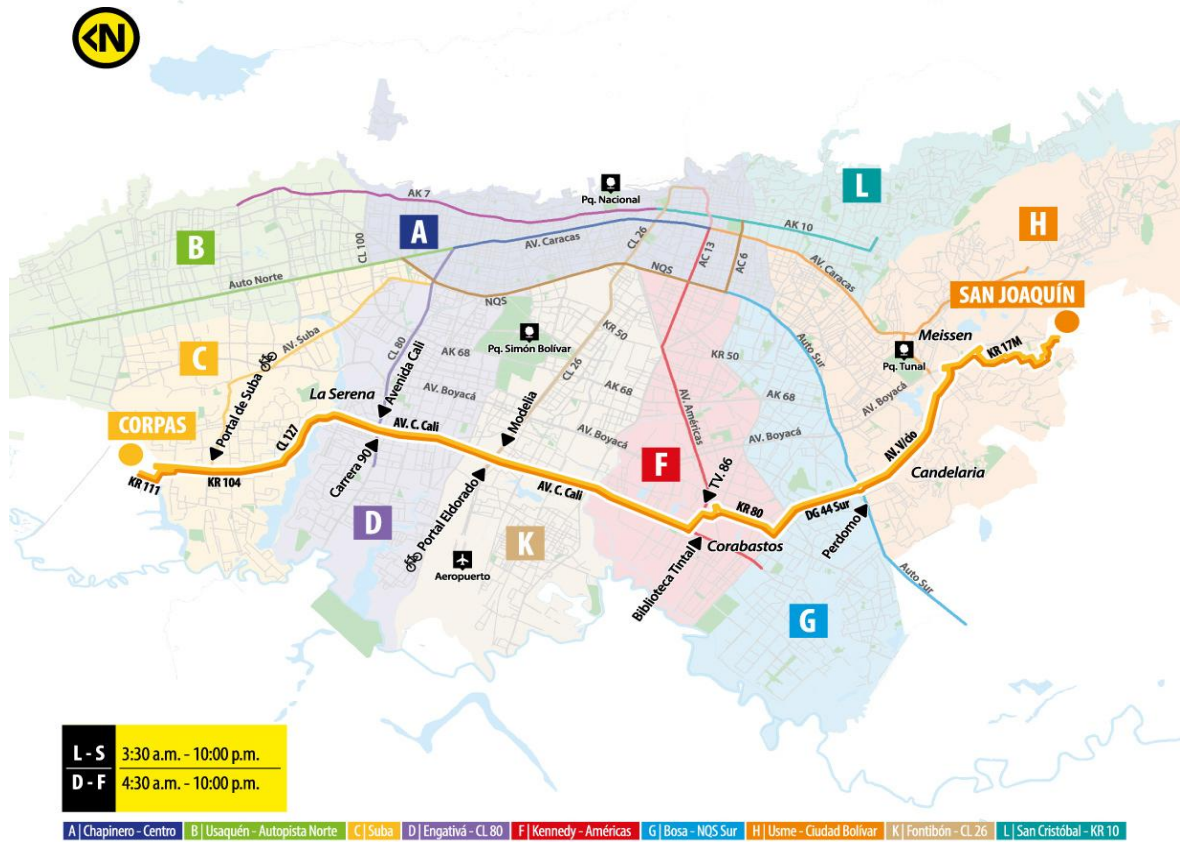 <N
AK 7
Pq. Nacional
L
AK 10
B
CL 100
A
AV. Caracas
CL 26
AC 13
AC 6
H
Auto Norte
NQS
NQS
AV. Caracas
SAN JOAQUÍN
Meissen
KR 17M
C
AV. Suba
CL 80
AK 68
Pq. Simón Bolívar
KR 50
CL 26
KR 50
Auto Sur
Pq. Tunal
Portal de Suba
La Serena
Avenida Cali
AV. Boyacá
Modelia
AK 68
AV. Américas
AK 68
AV. Boyacá
CORPAS
CL 127
AV. C. Cali
AV. Boyacá
AV. Boyacá
AV. V/cio
KR 111
KR 104
Carrera 90
AV. C. Cali
F
TV. 86
KR 80
DG 44 Sur
Candelaria
D
Portal Eldorado
K
Aeropuerto
Biblioteca Tintal
Corabastos
Perdomo
Auto Sur
G
L - S 3:30 a.m. - 10:00 p.m.
D - F 4:30 a.m. - 10:00 p.m.
A | Chapinero - Centro B | Usaquén - Autopista Norte C | Suba D | Engativá - CL 80 F | Kennedy - Américas G | Bosa - NQS Sur H | Usme - Ciudad Bolívar K | Fontibón - CL 26 L | San Cristóbal - KR 10